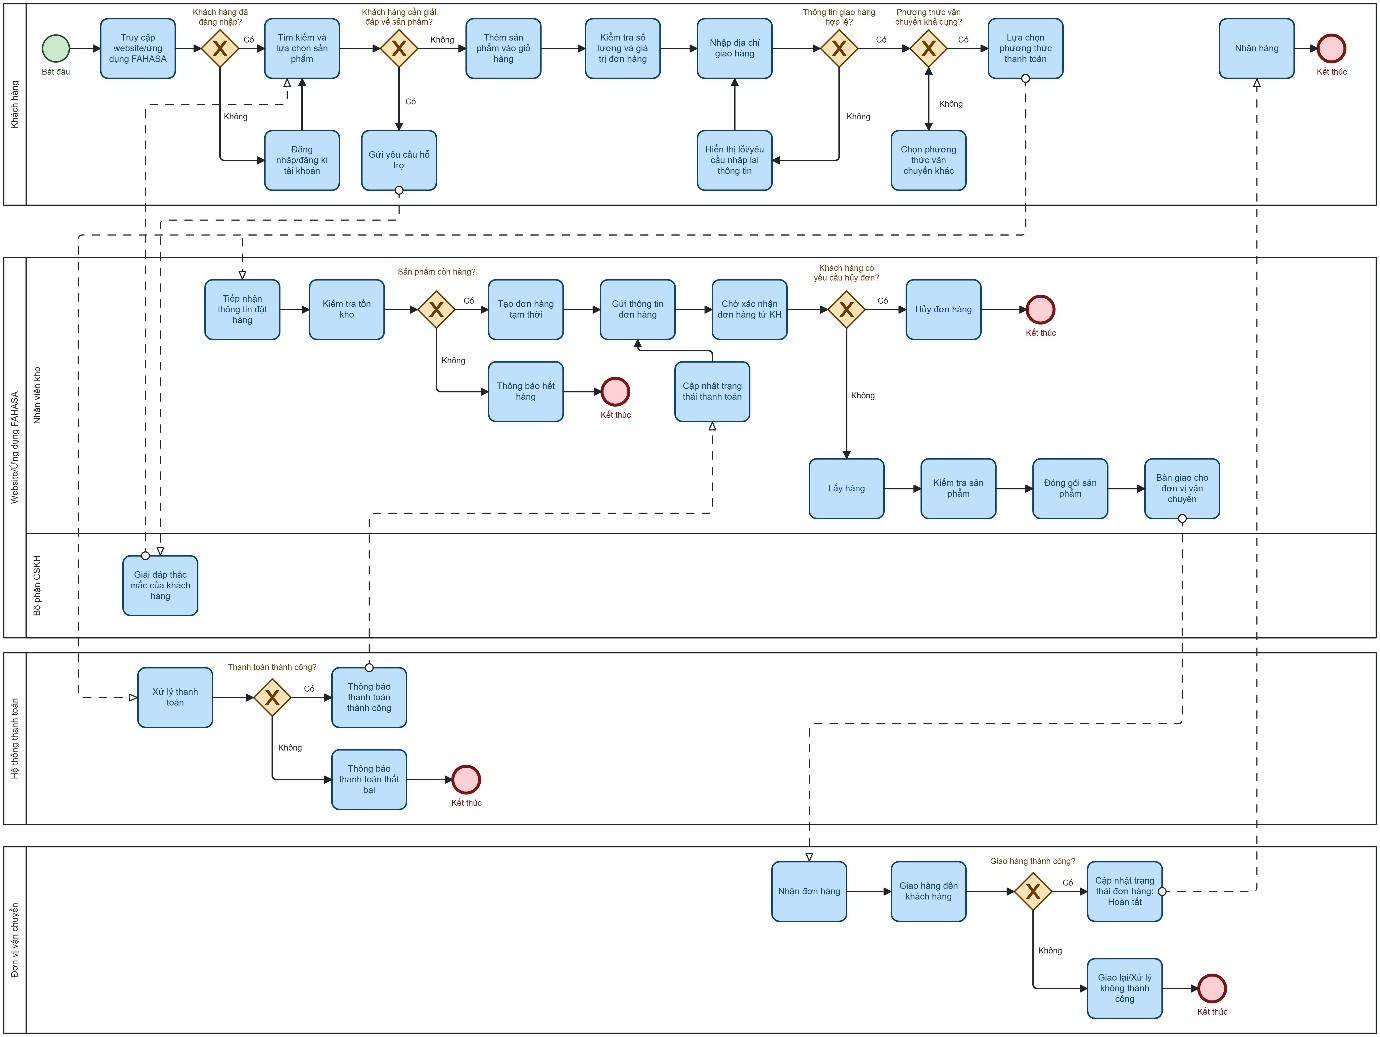 Khách hàng
Bắt đầu
Truy cập
website/ứng
dụng FAHASA
Khách hàng đã
đăng nhập?
Có
Không
Đăng
nhập/đăng kí
tài khoản
Tìm kiếm và
lựa chọn sản
phẩm
Khách hàng cần giải
đáp về sản phẩm?
Không
Có
Gửi yêu cầu hỗ
trợ
Thêm sản
phẩm vào giỏ
hàng
Kiểm tra số
lượng và giá
trị đơn hàng
Nhập địa chỉ
giao hàng
Thông tin giao hàng
hợp lệ?
Có
Không
Hiển thị lỗi/yêu
cầu nhập lại
thông tin
Phương thức vận
chuyển khả dụng?
Có
Không
Chọn phương
thức vận
chuyển khác
Lựa chọn
phương thức
thanh toán
Nhận hàng
Kết thúc
Website/Ứng dụng FAHASA
Nhân viên kho
Tiếp nhận
thông tin đặt
hàng
Kiểm tra tồn
kho
Sản phẩm còn hàng?
Có
Không
Tạo đơn hàng
tạm thời
Thông báo hết
hàng
Kết thúc
Gửi thông tin
đơn hàng
Cập nhật trạng
thái thanh toán
Chờ xác nhận
đơn hàng từ KH
Khách hàng có
yêu cầu hủy đơn?
Có
Không
Hủy đơn hàng
Kết thúc
Lấy hàng
Kiểm tra sản
phẩm
Đóng gói sản
phẩm
Bàn giao cho
đơn vị vận
chuyển
Bộ phận CSKH
Giải đáp thắc
mắc của khách
hàng
Hệ thống thanh toán
Xử lý thanh
toán
Thanh toán thành công?
Có
Không
Thông báo
thanh toán
thành công
Thông báo
thanh toán thất
bại
Kết thúc
Đơn vị vận chuyển
Nhận đơn hàng
Giao hàng đến
khách hàng
Giao hàng thành công?
Có
Không
Cập nhật trạng
thái đơn hàng:
Hoàn tất
Giao lại/Xử lý
không thành
công
Kết thúc